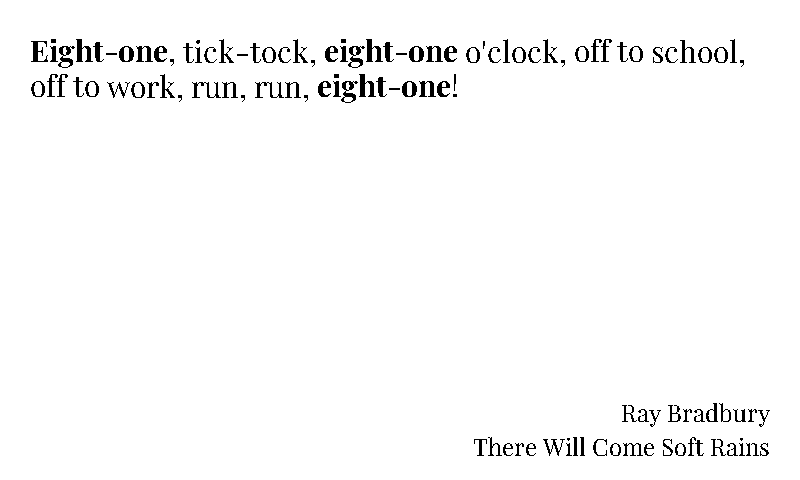 Eight-one, tick-tock, eight-one o'clock, off to school,
off to work, run, run, eight-one!
Ray Bradbury
There Will Come Soft Rains